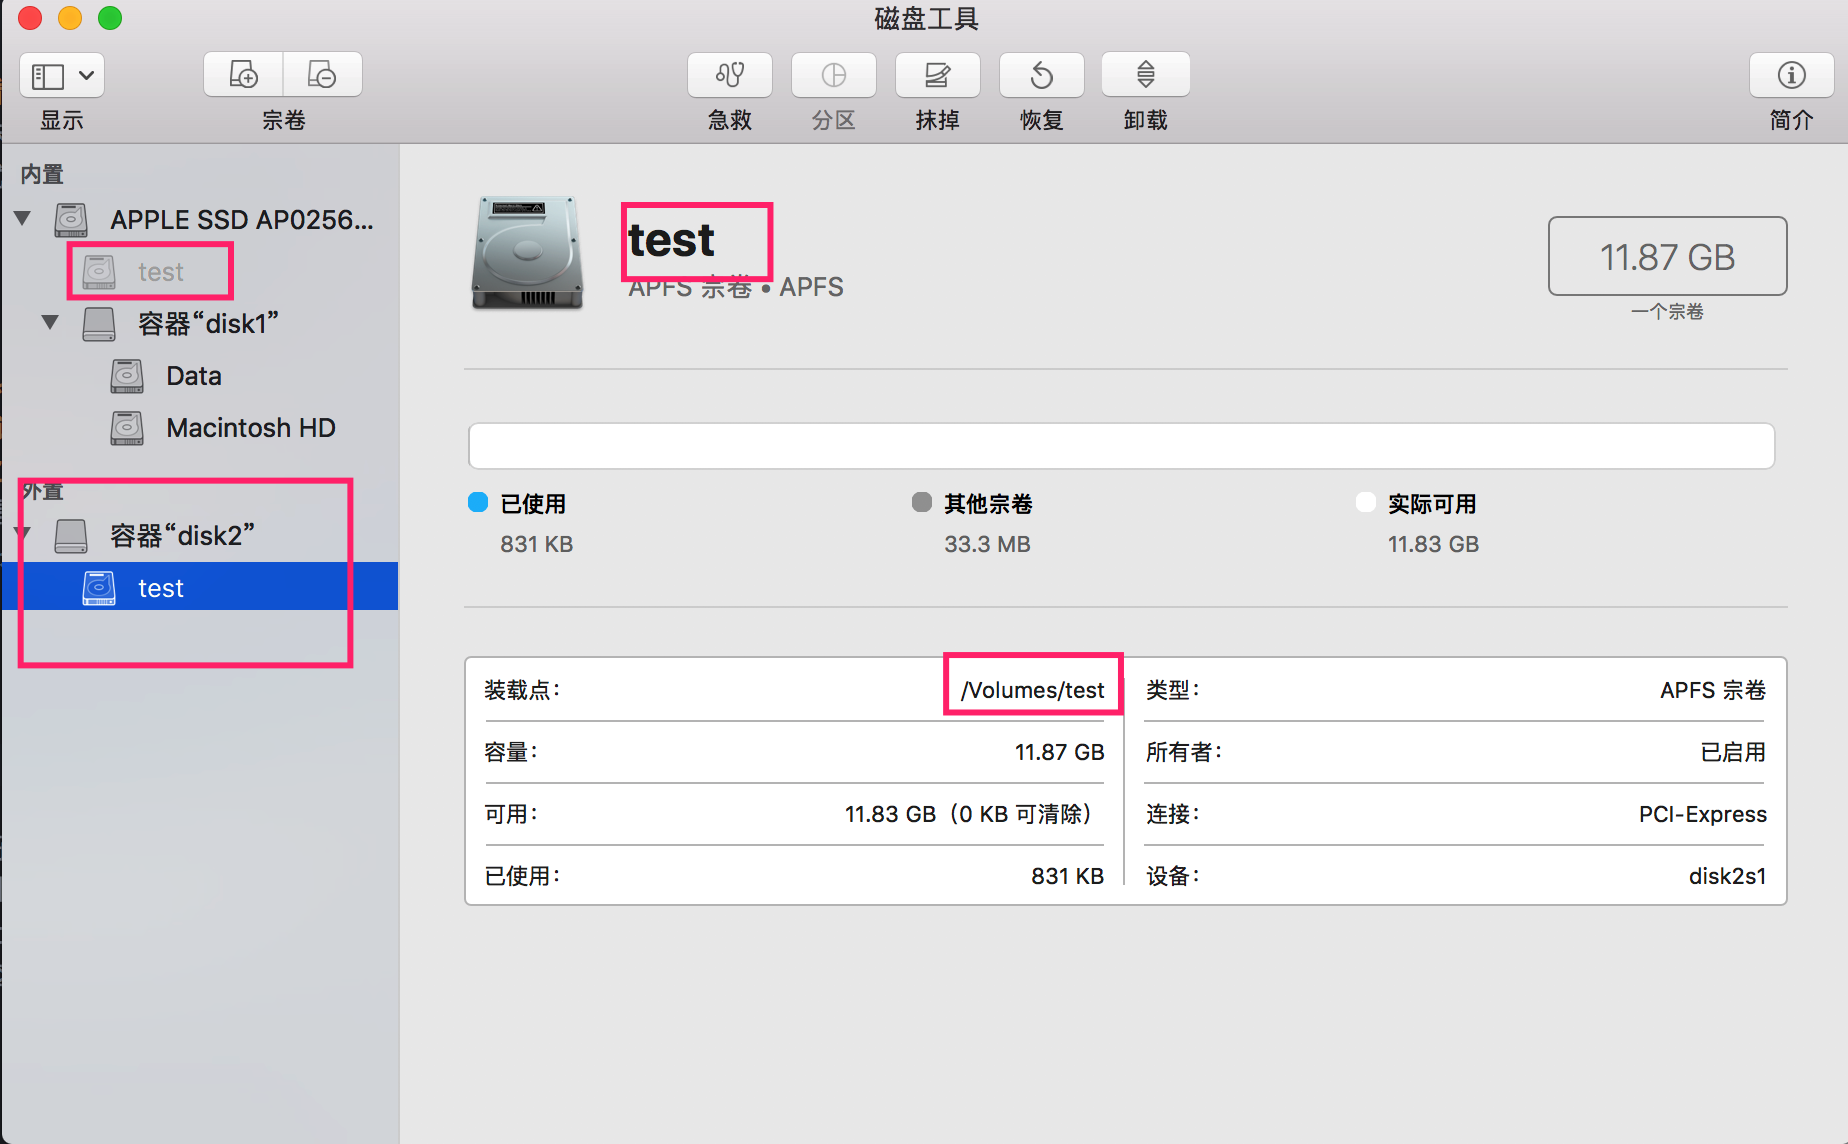 磁盘工具
显示
宗卷
急救
分区
抹掉
恢复
卸载
简介
内置
APPLE SSD AP0256...
test
容器“disk1”
Data
Macintosh HD
外置
容器“disk2”
test
test
APFS 宗卷 • APFS
11.87 GB
一个宗卷
已使用
831 KB
其他宗卷
33.3 MB
实际可用
11.83 GB
装载点： /Volumes/test
容量： 11.87 GB
可用： 11.83 GB（0 KB 可清除）
已使用： 831 KB
类型： APFS 宗卷
所有者： 已启用
连接： PCI-Express
设备： disk2s1